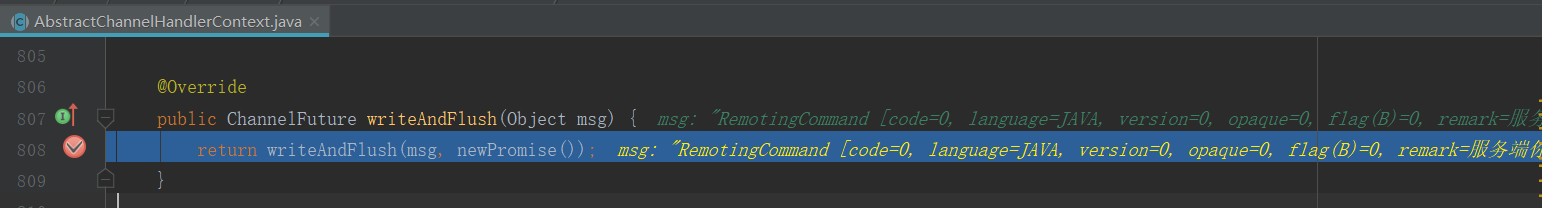 AbstractChannelHandlerContext.java
805
806 @Override
807 public ChannelFuture writeAndFlush(Object msg) { msg: "RemotingCommand [code=0, language=JAVA, version=0, opaque=0, flag(B)=0, remark=服务
808 return writeAndFlush(msg, newPromise()); msg: "RemotingCommand [code=0, language=JAVA, version=0, opaque=0, flag(B)=0, remark=服务端你
809 }